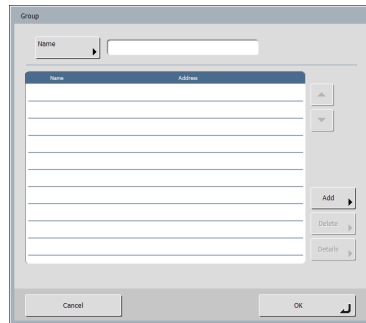 Group
Name
Name Address
Add
Delete
Details
Cancel OK